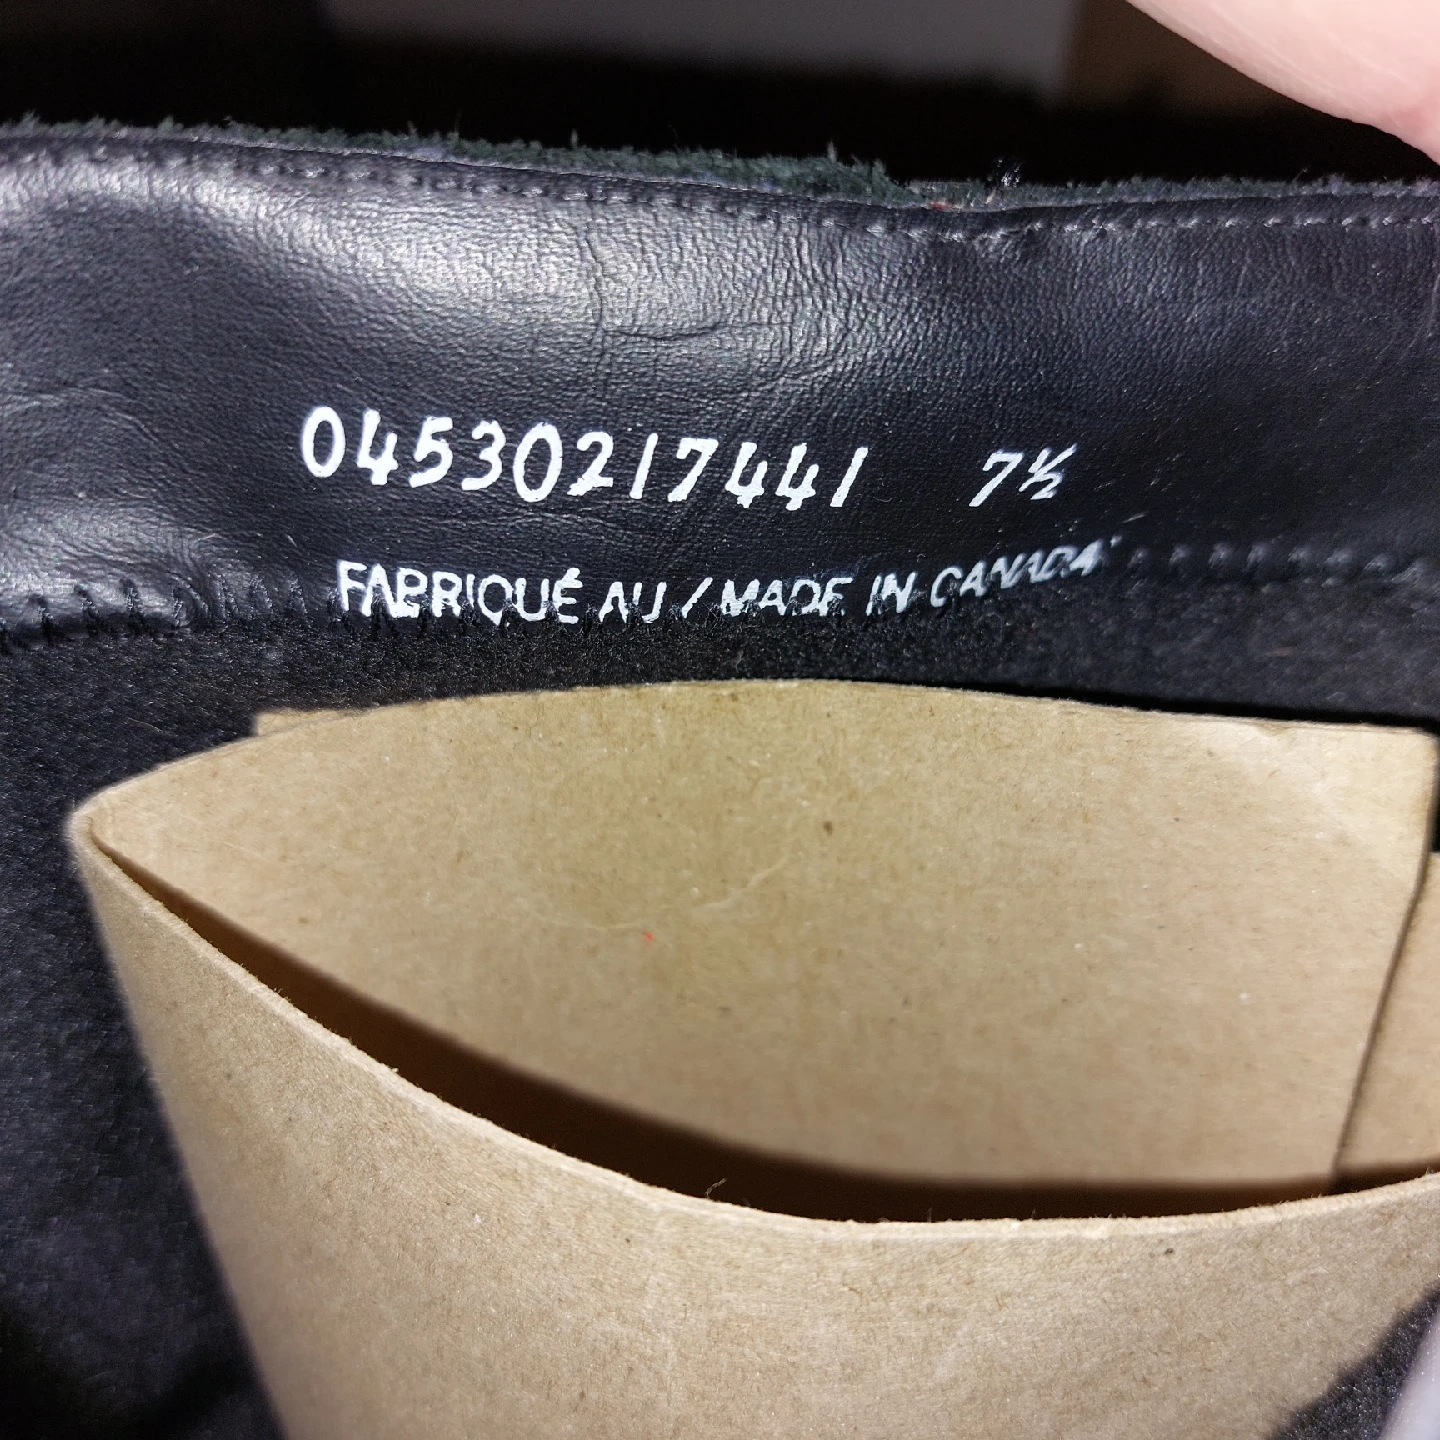 04530217441 7½
FABRIQUÉ AU / MADE IN CANADA